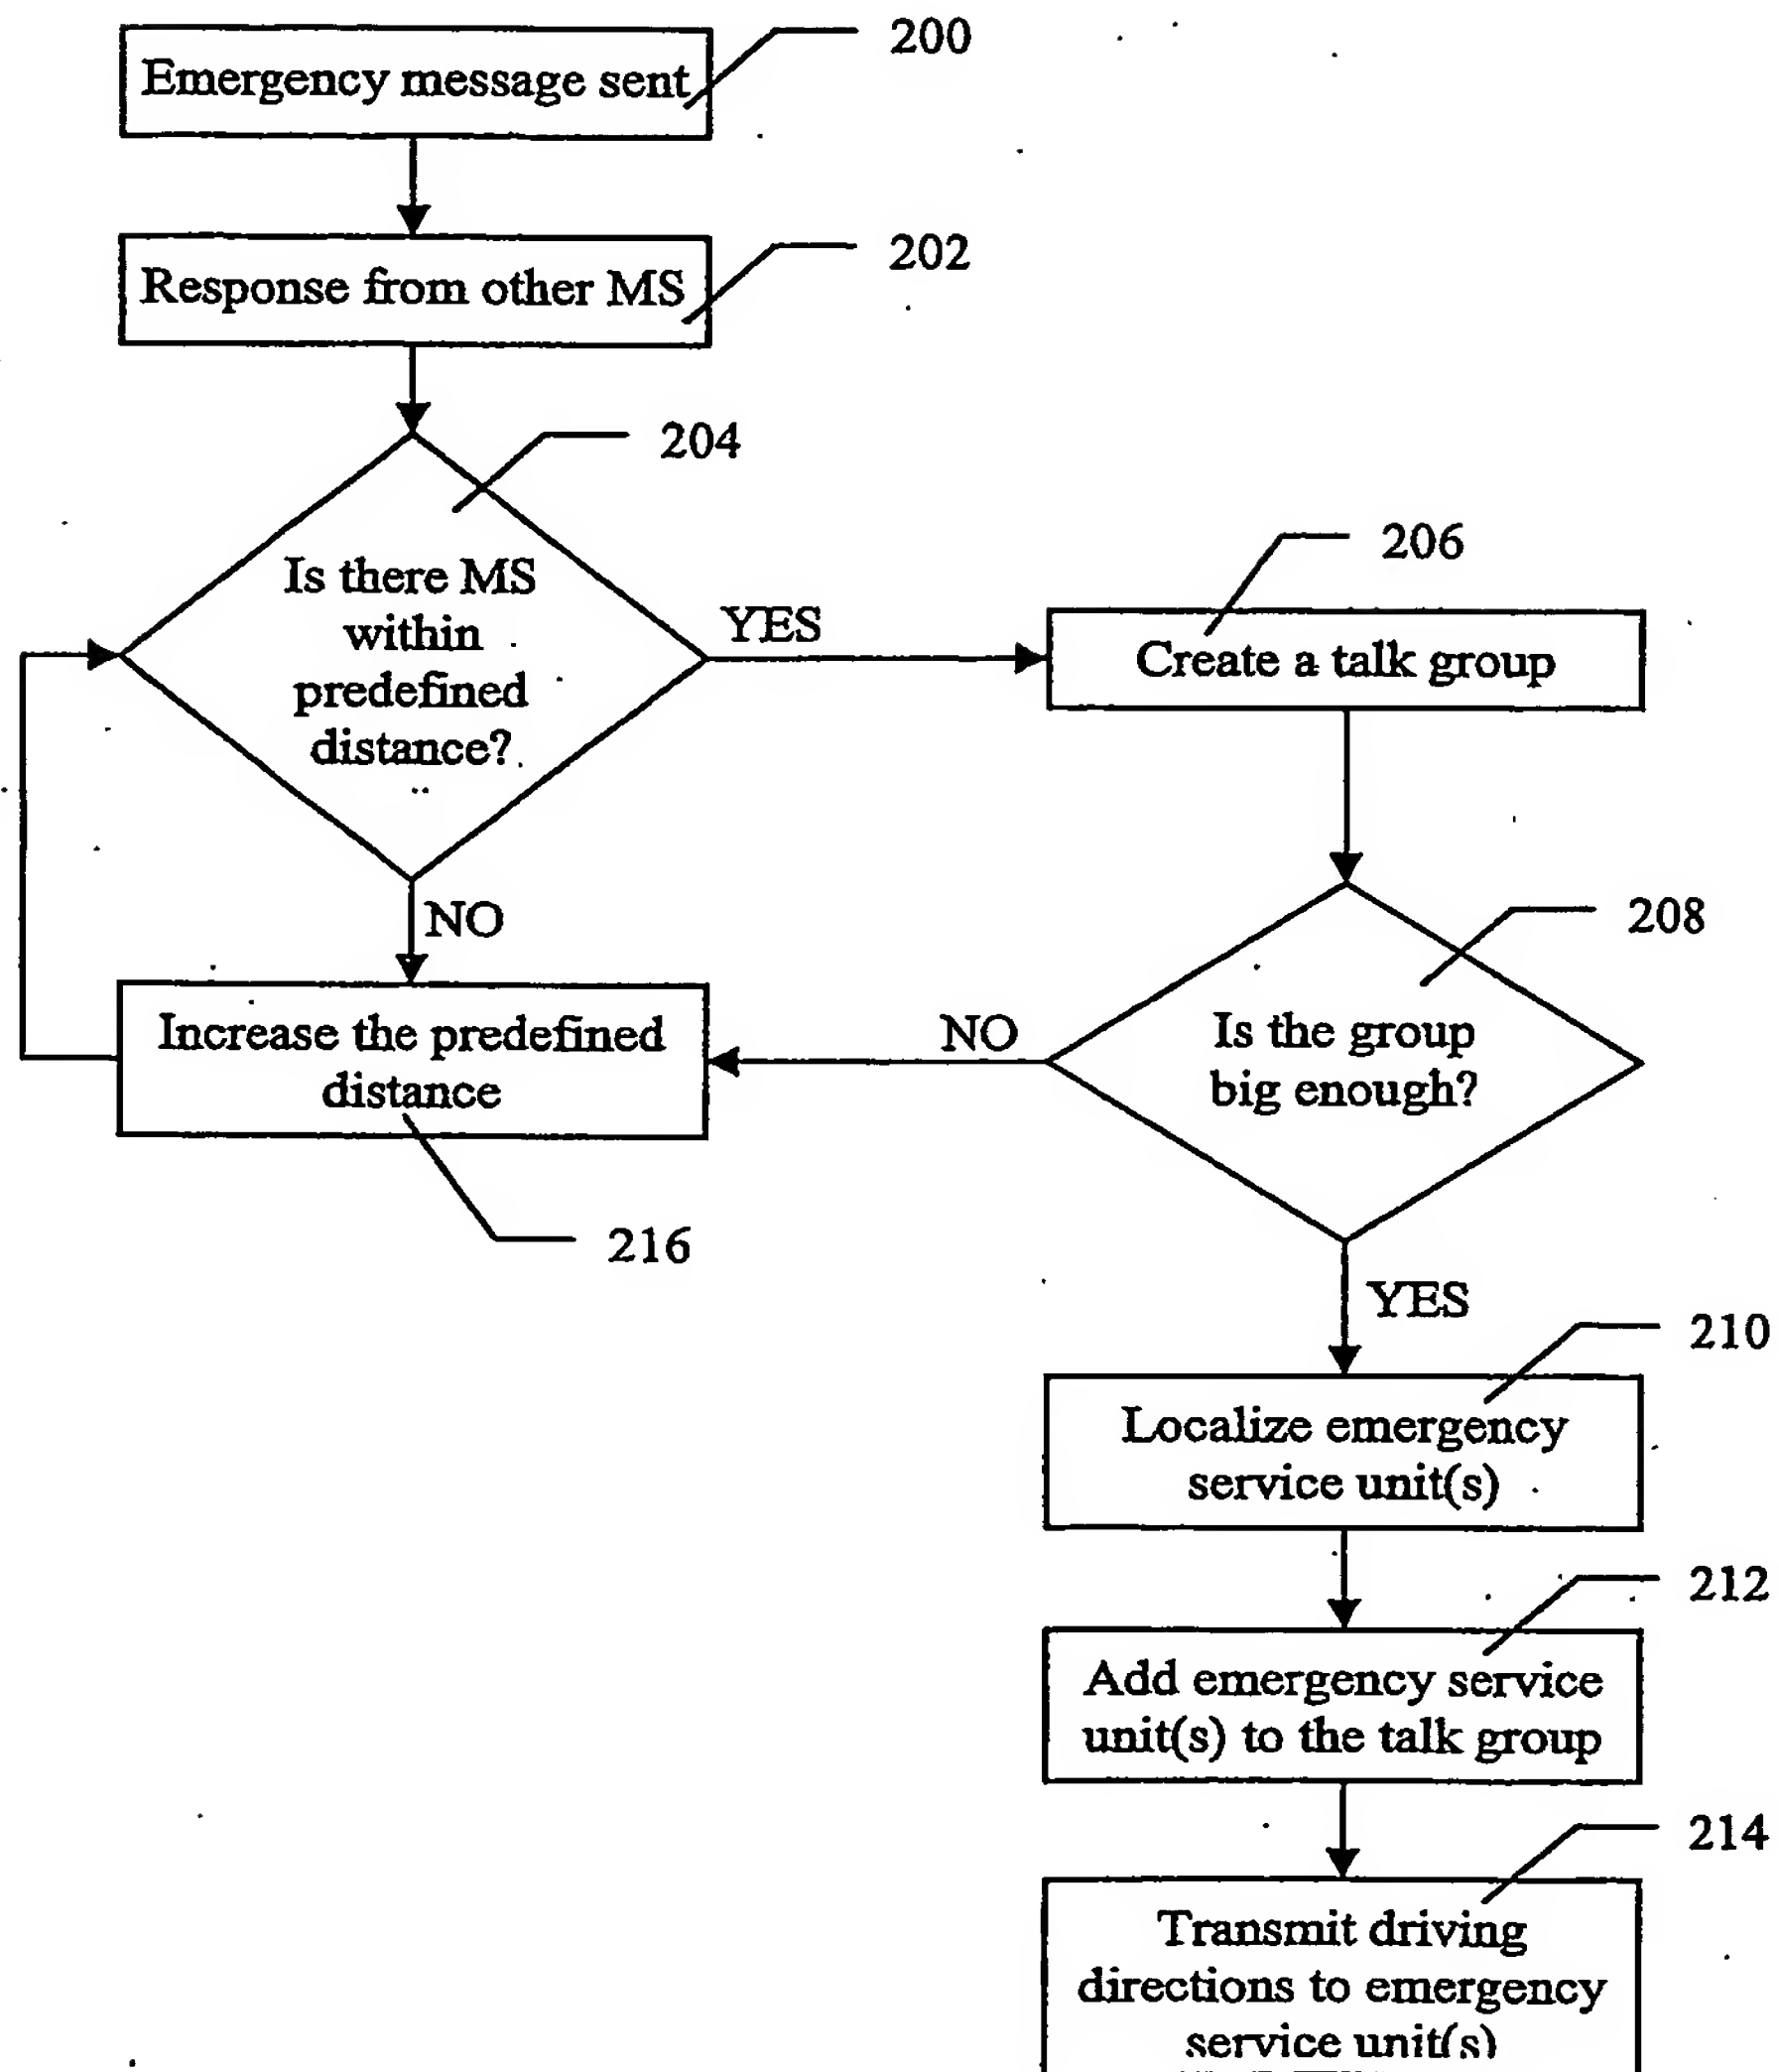 200
Emergency message sent
202
Response from other MS
204
Is there MS
within
predefined
distance?
YES
206
Create a talk group
NO
208
Is the group
big enough?
NO
Increase the predefined
distance
216
YES
210
Localize emergency
service unit(s)
212
Add emergency service
unit(s) to the talk group
214
Transmit driving
directions to emergency
service unit(s)